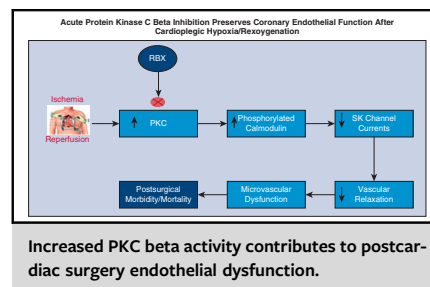 Acute Protein Kinase C Beta Inhibition Preserves Coronary Endothelial Function After
Cardioplegic Hypoxia/Rexoygenation
RBX
Ischemia
Reperfusion
PKC
Phosphorylated
Calmodulin
SK Channel
Currents
Postsurgical
Morbidity/Mortality
Microvascular
Dysfunction
Vascular
Relaxation
Increased PKC beta activity contributes to postcar-
diac surgery endothelial dysfunction.